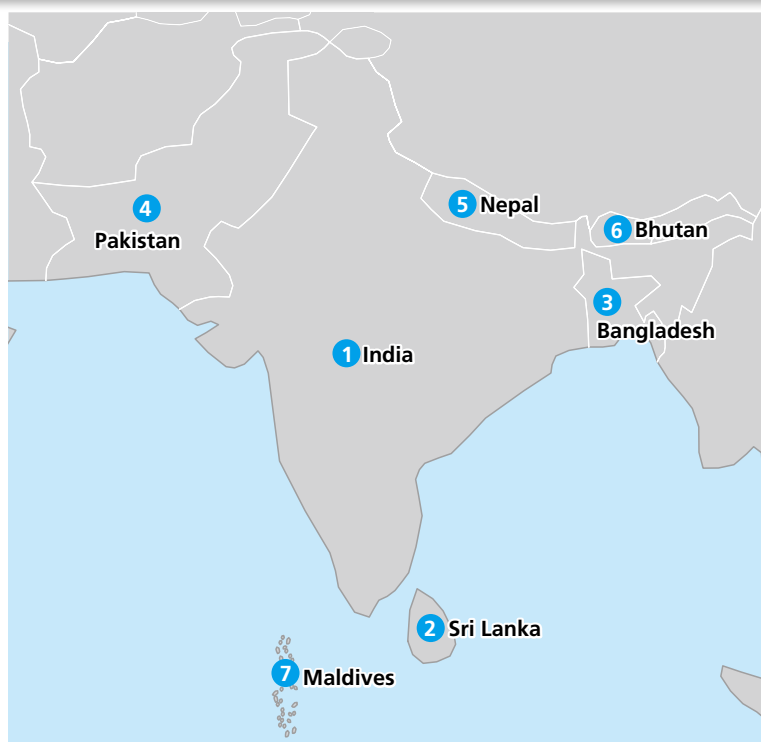 4
Pakistan
5 Nepal
6 Bhutan
3
Bangladesh
1 India
2 Sri Lanka
7 Maldives